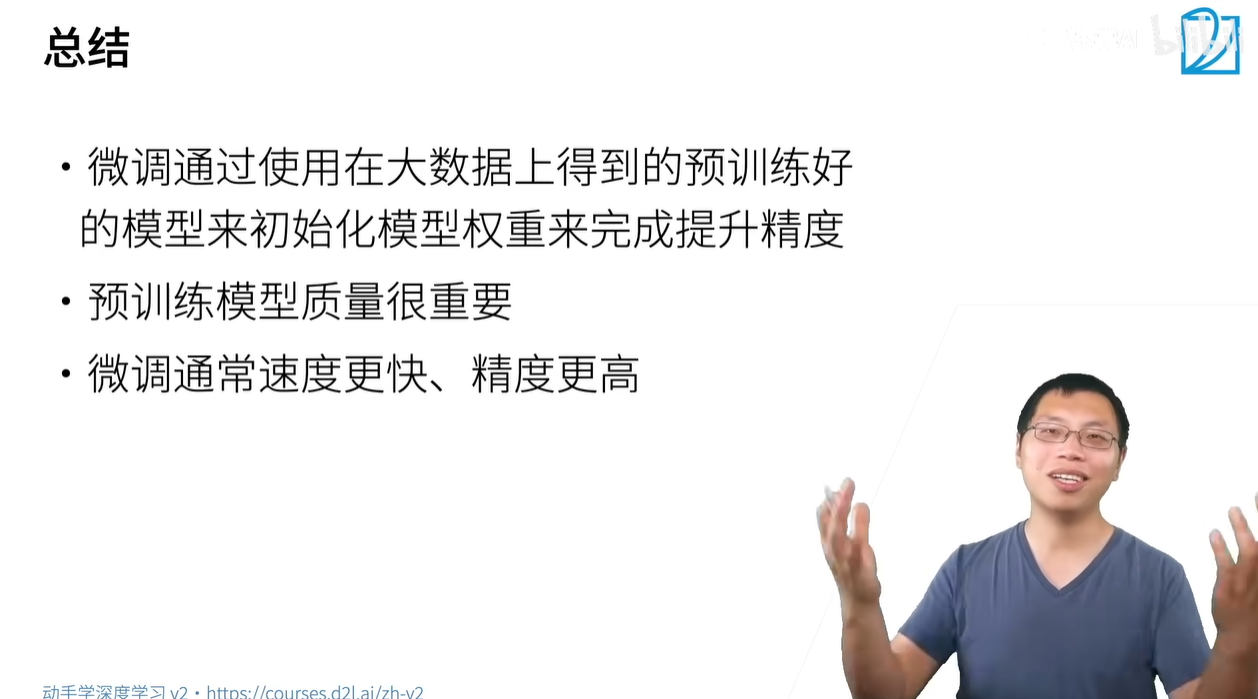 总结
• 微调通过使用在大数据上得到的预训练好
的模型来初始化模型权重来完成提升精度
• 预训练模型质量很重要
• 微调通常速度更快、精度更高
动手学深度学习 v2 • https://courses.d2l.ai/zh-v2